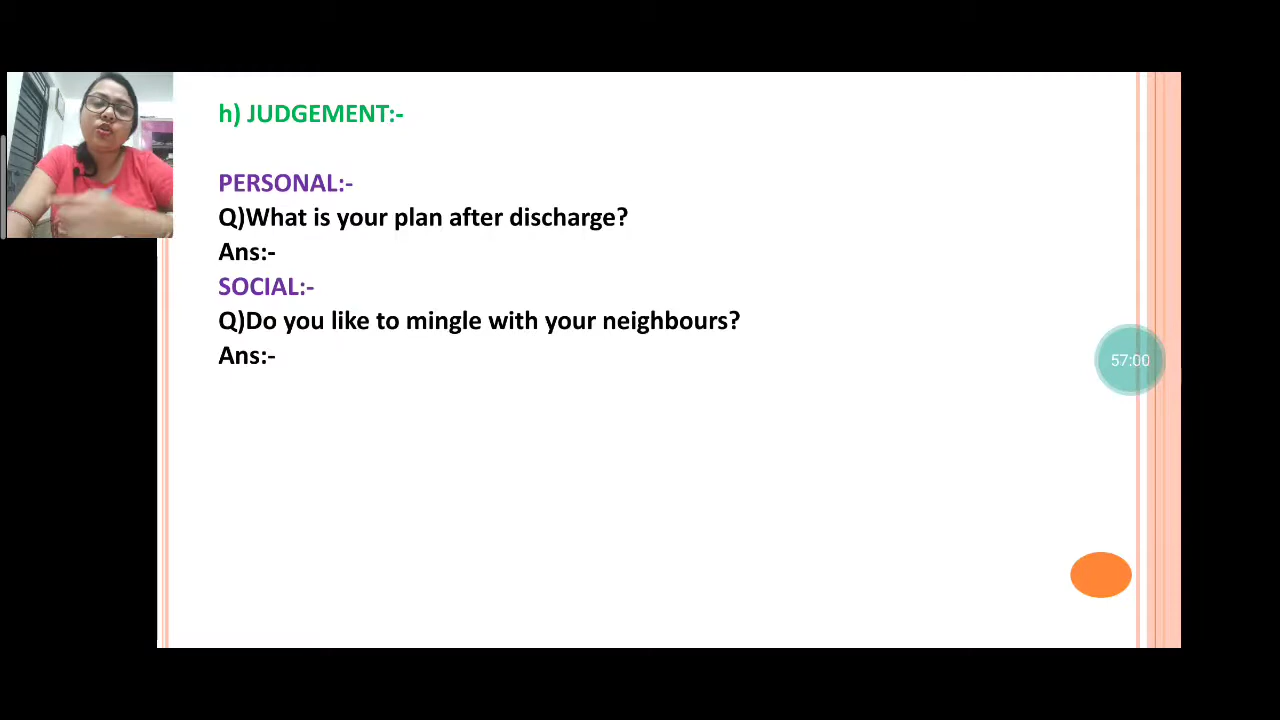 h) JUDGEMENT:-
PERSONAL:-
Q)What is your plan after discharge?
Ans:-
SOCIAL:-
Q)Do you like to mingle with your neighbours?
Ans:-
57:00